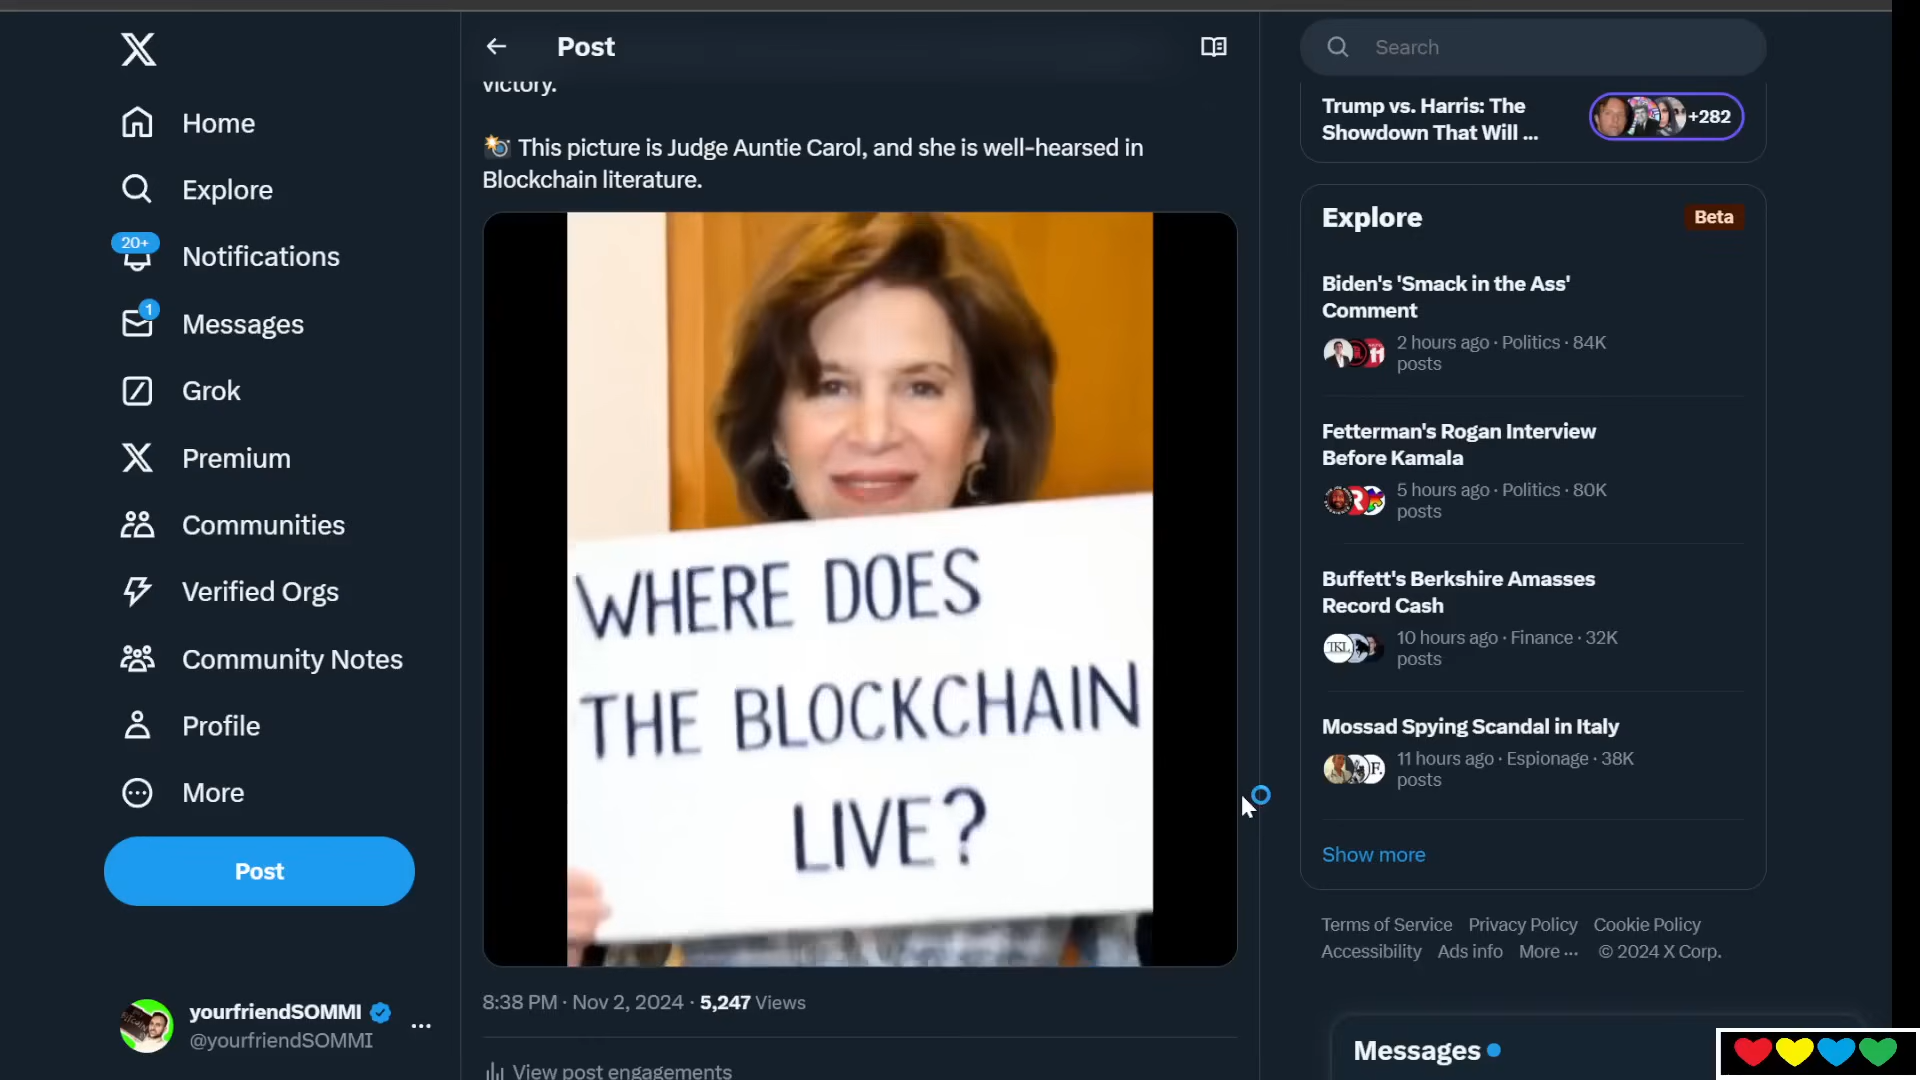 Post
Search
victory.
📸 This picture is Judge Auntie Carol, and she is well-hearsed in
Blockchain literature.
WHERE DOES
THE BLOCKCHAIN
LIVE?
8:38 PM · Nov 2, 2024 · 5,247 Views
View post engagements
Home
Explore
20+
Notifications
1
Messages
Grok
Premium
Communities
Verified Orgs
Community Notes
Profile
More
Post
yourfriendSOMMI
@yourfriendSOMMI
Trump vs. Harris: The
Showdown That Will ...
+282
Explore
Beta
Biden's 'Smack in the Ass'
Comment
2 hours ago · Politics · 84K
posts
Fetterman's Rogan Interview
Before Kamala
5 hours ago · Politics · 80K
posts
Buffett's Berkshire Amasses
Record Cash
10 hours ago · Finance · 32K
posts
Mossad Spying Scandal in Italy
11 hours ago · Espionage · 38K
posts
Show more
Terms of Service Privacy Policy Cookie Policy
Accessibility Ads info More ··· © 2024 X Corp.
Messages